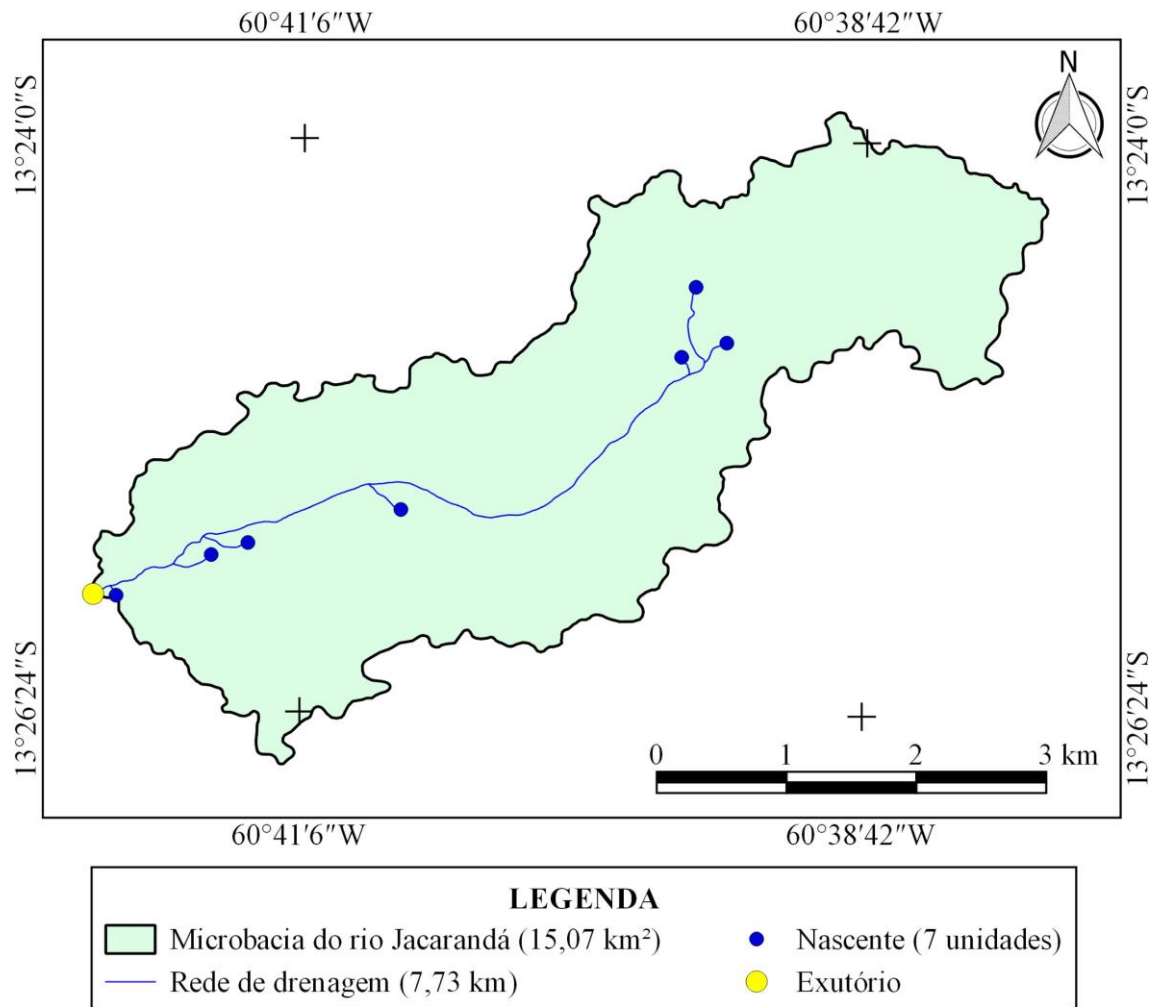 60°41′6″W 60°38′42″W
13°24′0″S
13°24′0″S
N
13°26′24″S
13°26′24″S
0 1 2 3 km
60°41′6″W 60°38′42″W
LEGENDA
Microbacia do rio Jacarandá (15,07 km²) Nascente (7 unidades)
Rede de drenagem (7,73 km) Exutório